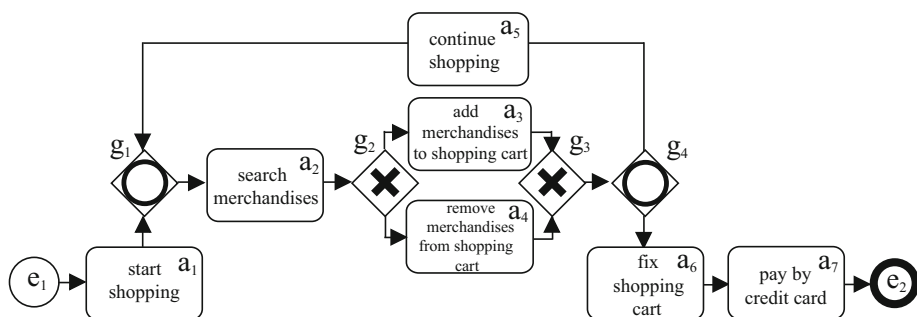 continue
shopping
a5
g1
search
merchandises
a2
g2
add
merchandises
to shopping cart
a3
g3
remove
merchandises
from shopping
cart
a4
g4
e1
start
shopping
a1
fix
shopping
cart
a6
pay by
credit card
a7
e2